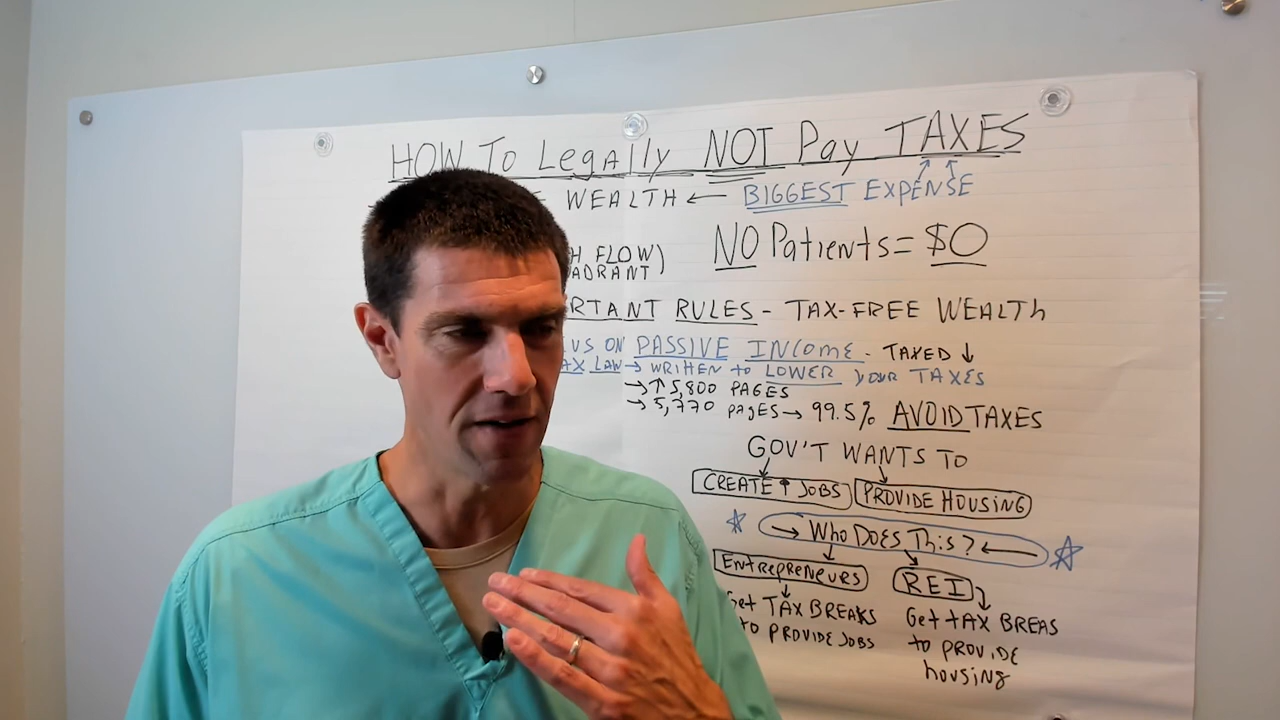 HOW To Legally NOT Pay TAXES
WEALTH ← BIGGEST EXPENSE
H FLOW)
ADRANT)
NO Patients = $0
RTANT RULES - TAX-FREE WEALTH
US ON PASSIVE INCOME - TAXED ↓
AX LAW → WRITTEN to LOWER YOUR TAXES
→ ↑ 5,800 PAGES
→ 5,770 PAGES → 99.5% AVOID TAXES
GOV'T WANTS TO
CREATE ↑ JOBS PROVIDE HOUSING
→ Who Does This? ←
Entrepreneurs REI
Get TAX BREAKS Get TAX BREAS
to PROVIDE JOBS to PROVIDE
housing